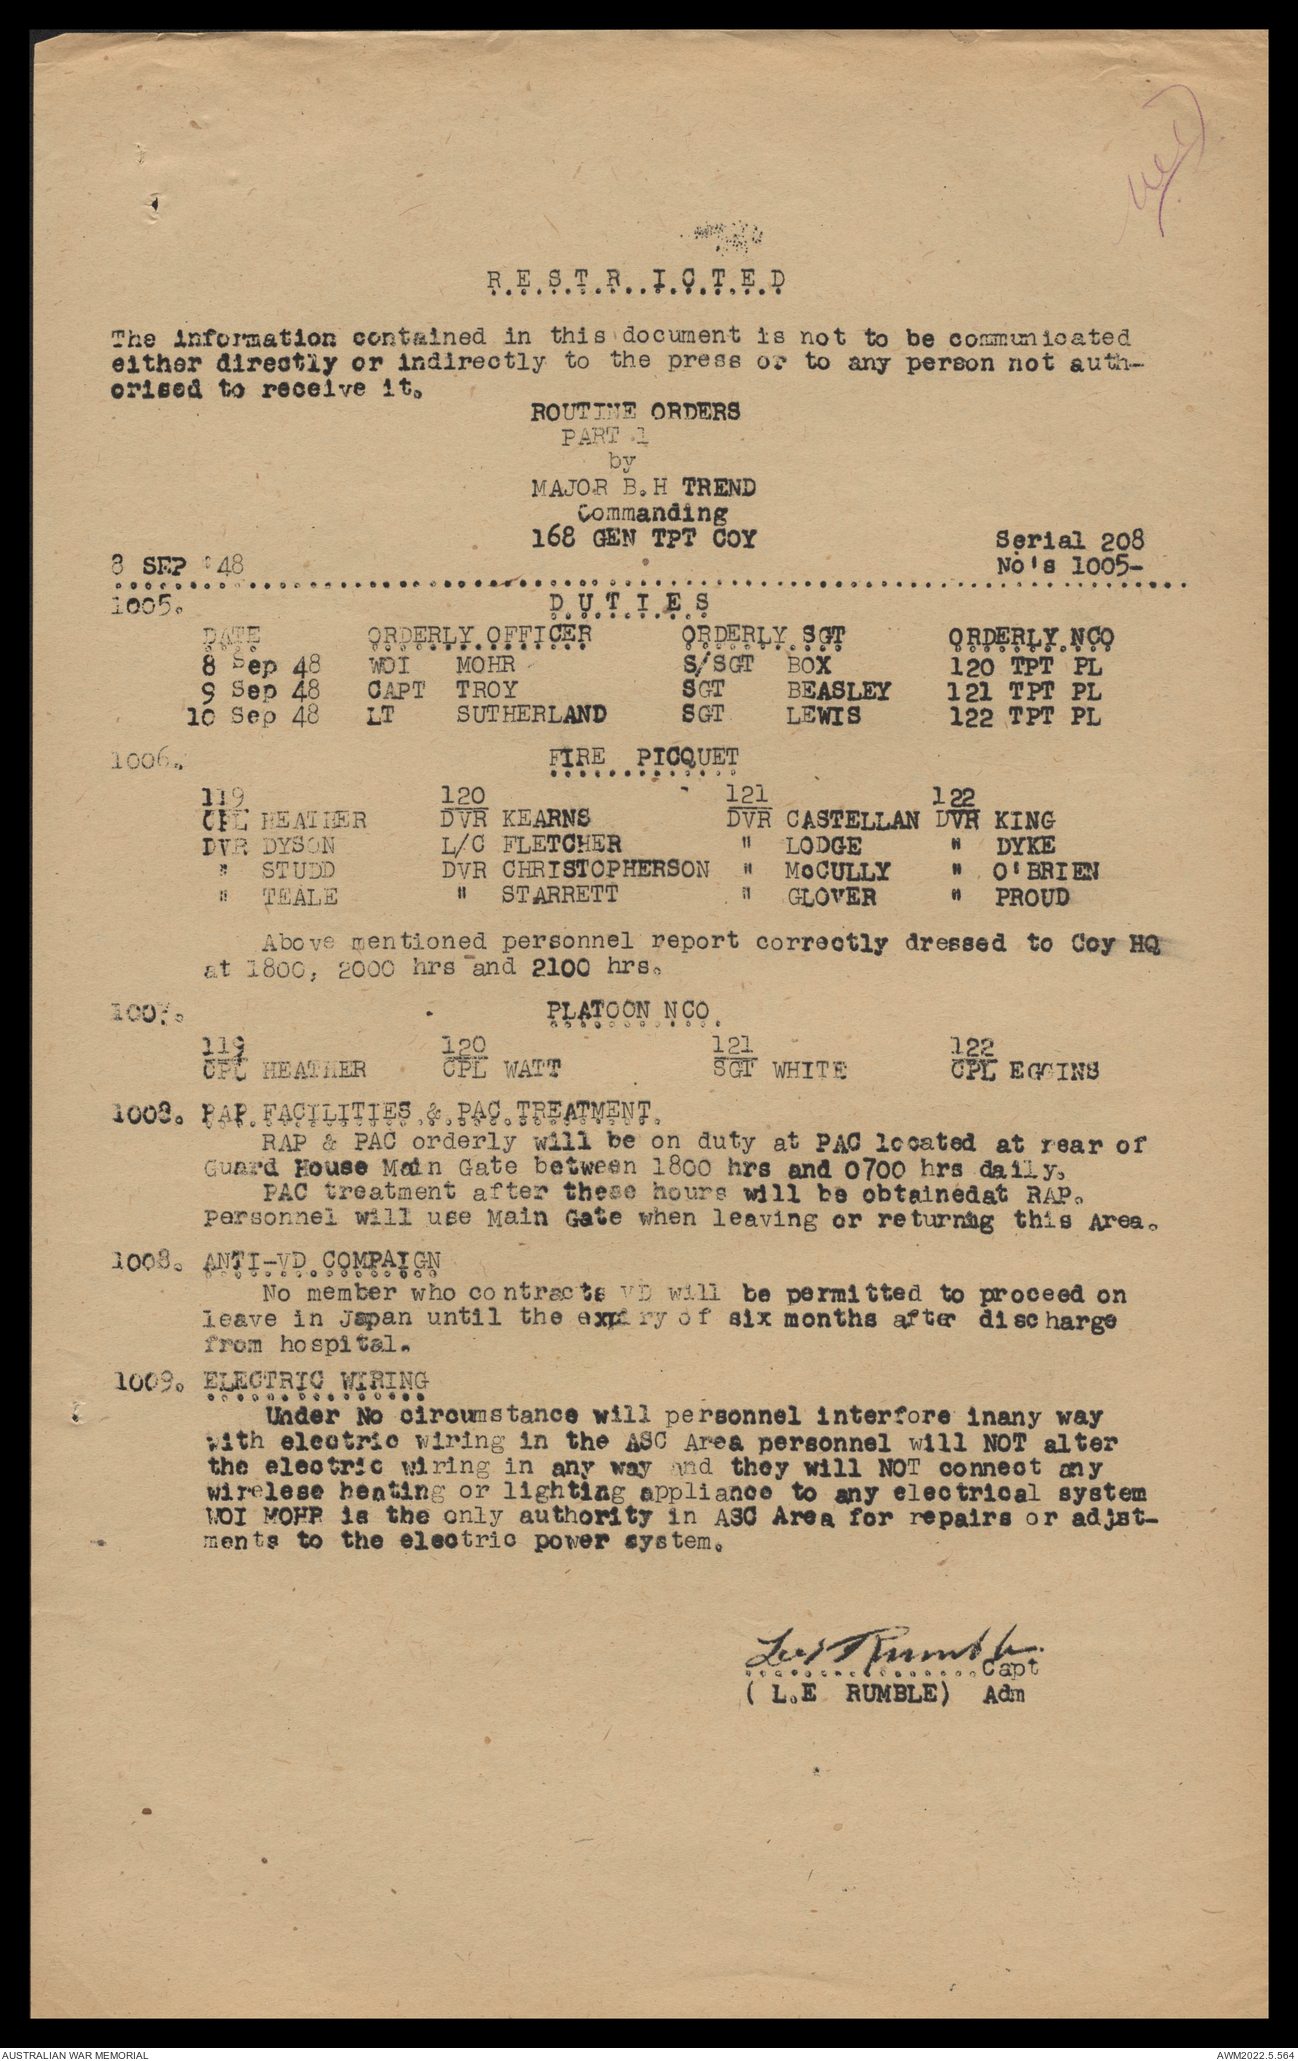 R.E.S.T.R..I.C.T.E.D
The information contained in this document is not to be communicated
either directly or indirectly to the press or to any person not auth-
orised to receive it.
ROUTINE ORDERS
PART 1
by
MAJOR B.H TREND
Commanding
168 GEN TPT COY Serial 208
8 SEP '48 No's 1005-
1005. D.U.T.I.E.S
DATE ORDERLY OFFICER ORDERLY SGT ORDERLY NCO
8 Sep 48 WOI MOHR S/SGT BOX 120 TPT PL
9 Sep 48 CAPT TROY SGT BEASLEY 121 TPT PL
10 Sep 48 LT SUTHERLAND SGT LEWIS 122 TPT PL
1006. FIRE PICQUET
119 120 121 122
CPL HEATHER DVR KEARNS DVR CASTELLAN DVR KING
DVR DYSON L/C FLETCHER " LODGE " DYKE
" STUDD DVR CHRISTOPHERSON " McCULLY " O'BRIEN
" TEALE " STARRETT " GLOVER " PROUD
Above mentioned personnel report correctly dressed to Coy HQ
at 1800, 2000 hrs and 2100 hrs.
1007. PLATOON NCO
119 120 121 122
CPL HEATHER CPL WATT SGT WHITE CPL EGGINS
1008. RAP FACILITIES & PAC TREATMENT.
RAP & PAC orderly will be on duty at PAC located at rear of
Guard House Main Gate between 1800 hrs and 0700 hrs daily.
PAC treatment after these hours will be obtainedat RAP.
Personnel will use Main Gate when leaving or returnng this Area.
1008. ANTI-VD COMPAIGN
No member who contracts VD will be permitted to proceed on
leave in Japan until the expiry of six months after discharge
from hospital.
1009. ELECTRIC WIRING
Under No circumstance will personnel interfore inany way
with electric wiring in the ASC Area personnel will NOT alter
the electric wiring in any way and they will NOT connect any
wirelese heating or lighting appliance to any electrical system
WOI MOHR is the only authority in ASC Area for repairs or adjst-
ments to the electric power system.
Capt
( L.E RUMBLE) Adm
AUSTRALIAN WAR MEMORIAL AWM2022.5.564